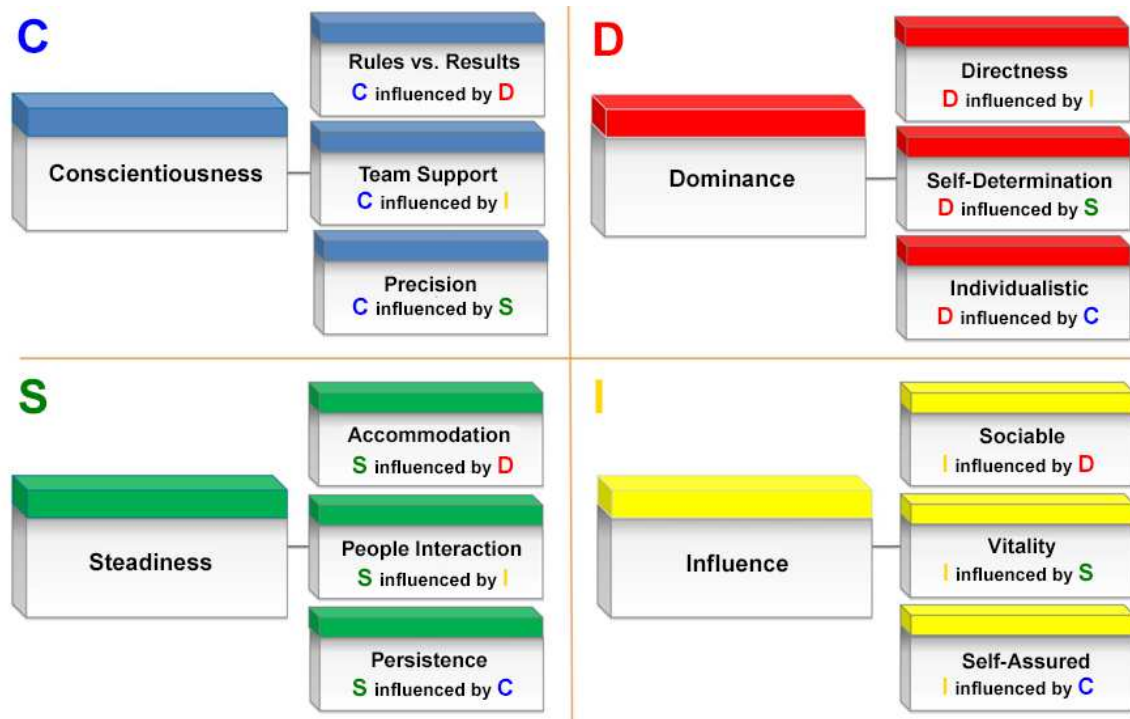 C
Conscientiousness
Rules vs. Results
C influenced by D
Team Support
C influenced by I
Precision
C influenced by S
D
Dominance
Directness
D influenced by I
Self-Determination
D influenced by S
Individualistic
D influenced by C
S
Steadiness
Accommodation
S influenced by D
People Interaction
S influenced by I
Persistence
S influenced by C
I
Influence
Sociable
I influenced by D
Vitality
I influenced by S
Self-Assured
I influenced by C